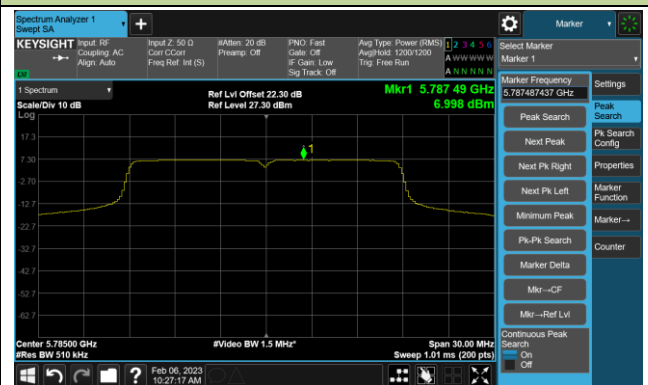 Spectrum Analyzer 1
Swept SA
+
Marker
KEYSIGHT
Input: RF
Coupling: AC
Align: Auto
Input Z: 50 Ω
Corr CCorr
Freq Ref: Int (S)
#Atten: 20 dB
Preamp: Off
PNO: Fast
Gate: Off
IF Gain: Low
Sig Track: Off
Avg Type: Power (RMS)
Avg|Hold: 1200/1200
Trig: Free Run
1 2 3 4 5 6
A W W W W W
A N N N N N
Select Marker
Marker 1
Marker Frequency
5.787487437 GHz
Peak Search
Next Peak
Next Pk Right
Next Pk Left
Minimum Peak
Pk-Pk Search
Marker Delta
Mkr→CF
Mkr→Ref Lvl
Continuous Peak
Search
On
Off
Settings
Peak
Search
Pk Search
Config
Properties
Marker
Function
Marker→
Counter
1 Spectrum
Scale/Div 10 dB
Log
Ref Lvl Offset 22.30 dB
Ref Level 27.30 dBm
Mkr1 5.787 49 GHz
6.998 dBm
1
17.3
7.30
-2.70
-12.7
-22.7
-32.7
-42.7
-52.7
-62.7
Center 5.78500 GHz
#Res BW 510 kHz
#Video BW 1.5 MHz*
Span 30.00 MHz
Sweep 1.01 ms (200 pts)
?
Feb 06, 2023
10:27:17 AM